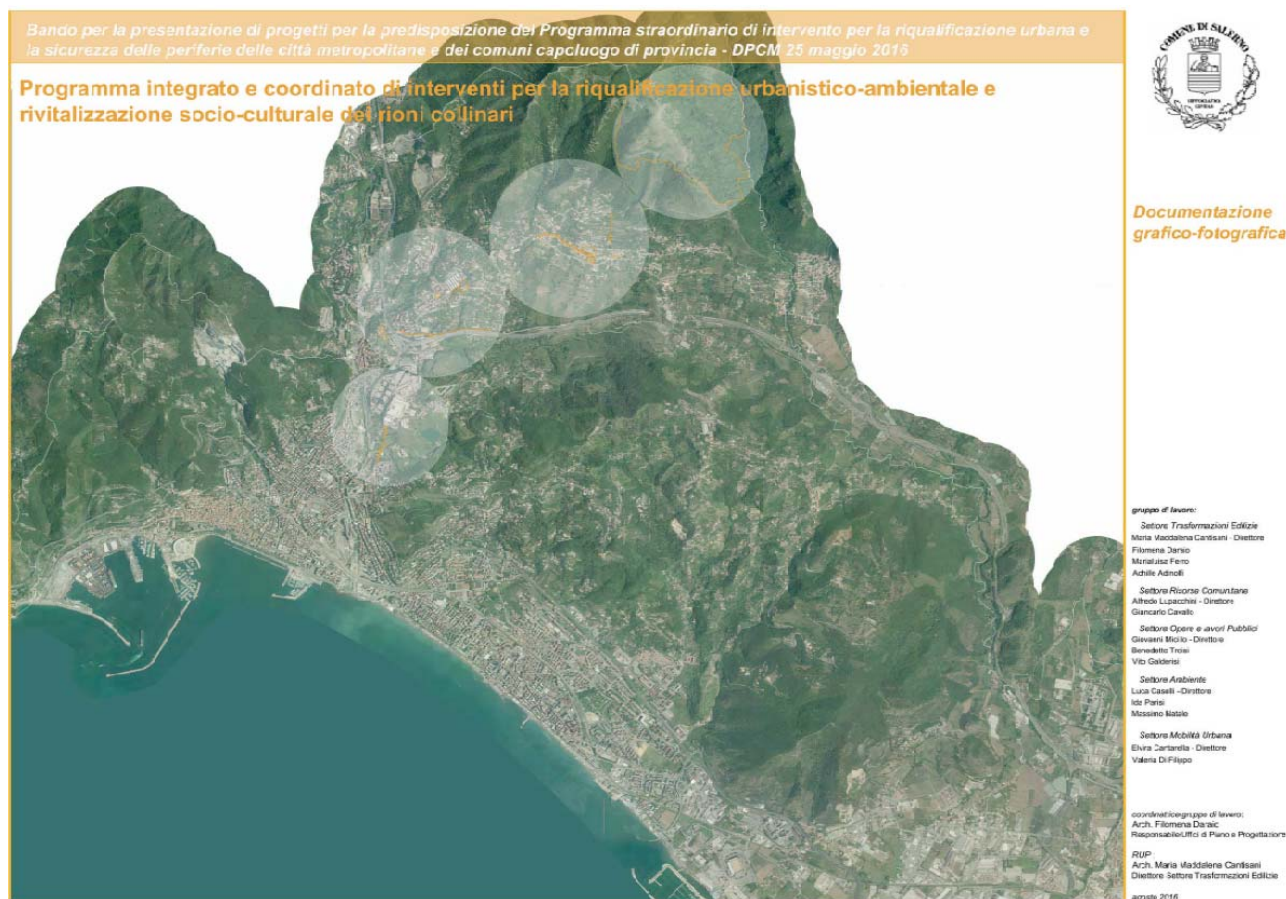 Bando per la presentazione di progetti per la predisposizione del Programma straordinario di intervento per la riqualificazione urbana e
la sicurezza delle periferie delle città metropolitane e dei comuni capoluogo di provincia - DPCM 25 maggio 2016
Programma integrato e coordinato di interventi per la riqualificazione urbanistico-ambientale e
rivitalizzazione socio-culturale dei rioni collinari
COMUNE DI SALERNO
Documentazione
grafico-fotografica
gruppo di lavoro:
Settore Trasformazioni Edilizie
Maria Maddalena Cantisani - Direttore
Filomena Darsio
Marialuisa Ferro
Achille Adinolfi
Settore Risorse Comunitarie
Alfredo Lupacchini - Direttore
Giancarlo Cavallo
Settore Opere e lavori Pubblici
Giovanni Micillo - Direttore
Benedetto Troisi
Vito Galderisi
Settore Ambiente
Luca Caselli - Direttore
Ida Parisi
Massimo Natale
Settore Mobilità Urbana
Elvira Cantarella - Direttore
Valeria Di Filippo
coordinatrice gruppo di lavoro:
Arch. Filomena Darsio
Responsabile Uffici di Piano e Progettazione
RUP
Arch. Maria Maddalena Cantisani
Direttore Settore Trasformazioni Edilizie
agosto 2016